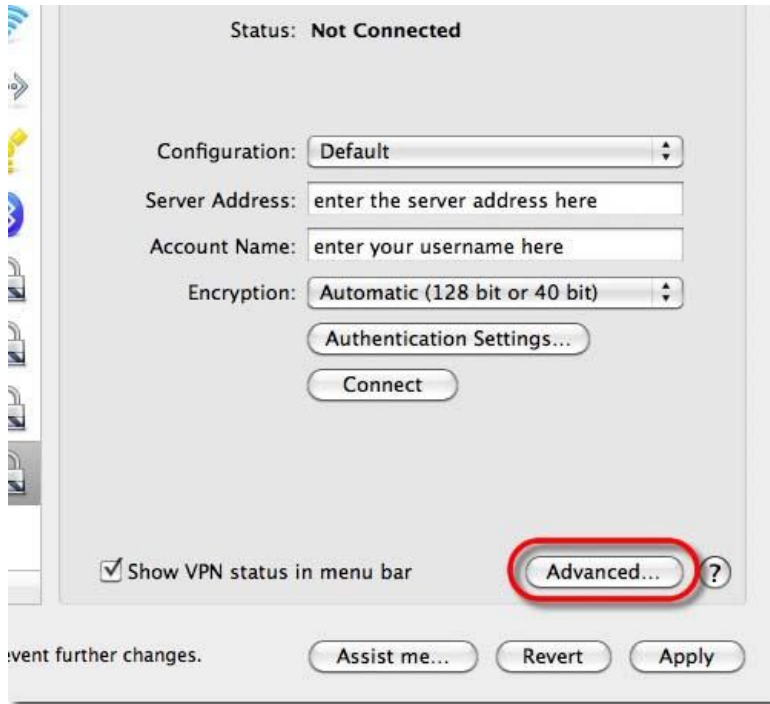 Status: Not Connected
Configuration: Default
Server Address: enter the server address here
Account Name: enter your username here
Encryption: Automatic (128 bit or 40 bit)
Authentication Settings...
Connect
Show VPN status in menu bar Advanced... ?
event further changes. Assist me... Revert Apply